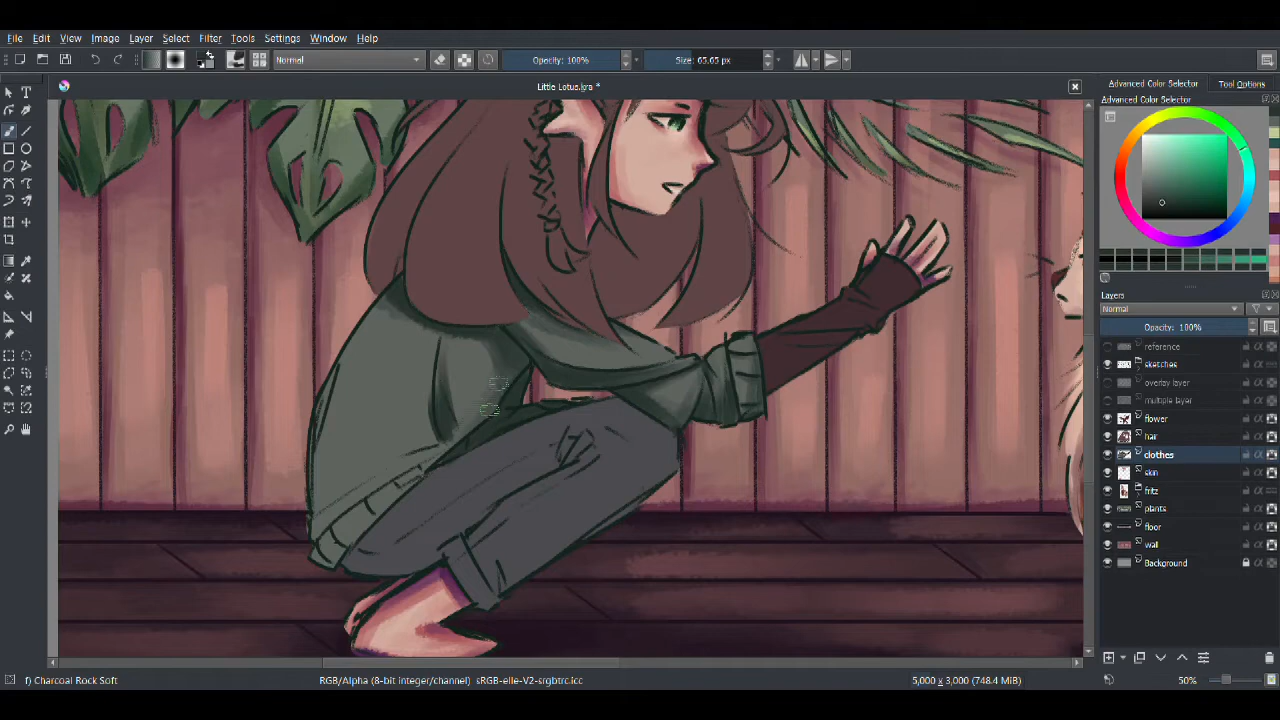 File Edit View Image Layer Select Filter Tools Settings Window Help
Normal Opacity: 100% Size: 65.65 px
Little Lotus.kra *
Advanced Color Selector Tool Options
Advanced Color Selector
Layers
Normal
Opacity: 100%
reference
sketches
overlay layer
multiple layer
flower
hair
clothes
skin
fritz
plants
floor
wall
Background
f) Charcoal Rock Soft RGB/Alpha (8-bit integer/channel) sRGB-elle-V2-srgbtrc.icc 5,000 x 3,000 (748.4 MiB) 50%